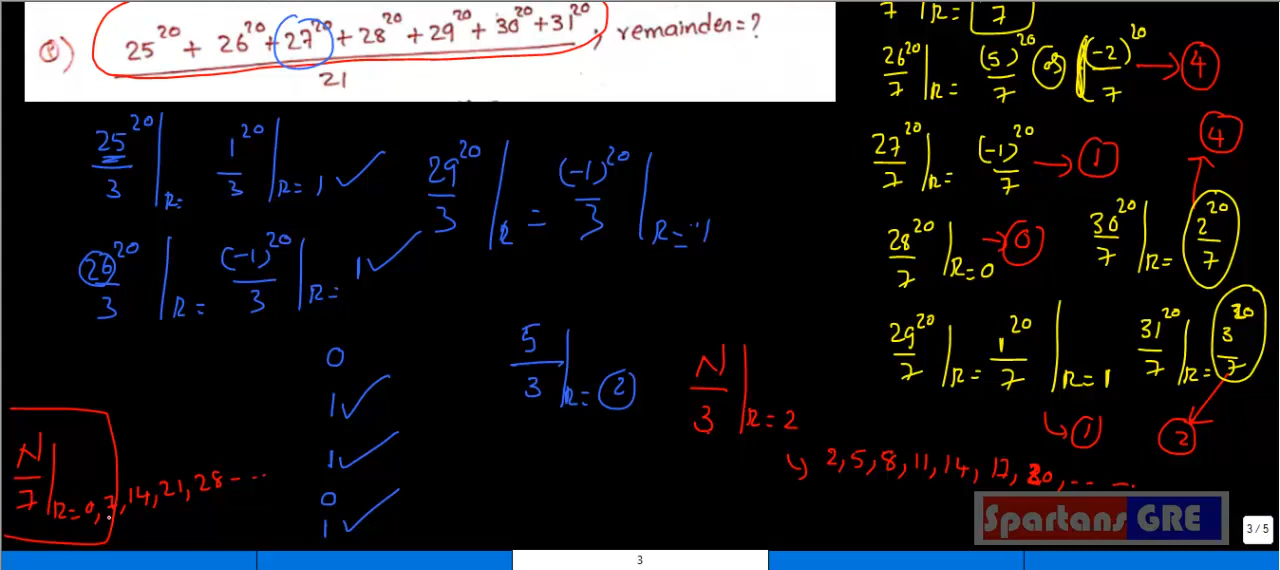 Q) 25^20 + 26^20 + 27^20 + 28^20 + 29^20 + 30^20 + 31^20 / 21 ; remainder = ?
25^20/3 |R= 1^20/3 |R=1 ✓
29^20/3 |R = (-1)^20/3 |R=1
26^20/3 |R= (-1)^20/3 |R= 1 ✓
0
1 ✓
1 ✓
0
1 ✓
5/3 |R= 2
N/3 |R=2
↳ 2, 5, 8, 11, 14, 17, 20, ... ...
N/7 |R=0, 7, 14, 21, 28 ...
7 |R= 7
26^20/7 |R= (5)^20/7 or (-2)^20/7 → 4
27^20/7 |R= (-1)^20/7 → 1
4
28^20/7 |R=0 → 0
30^20/7 |R= 2^20/7
29^20/7 |R= 1^20/7 |R=1
↳ 1
31^20/7 |R= 3^20/7
2
Spartans GRE
3 / 5
3